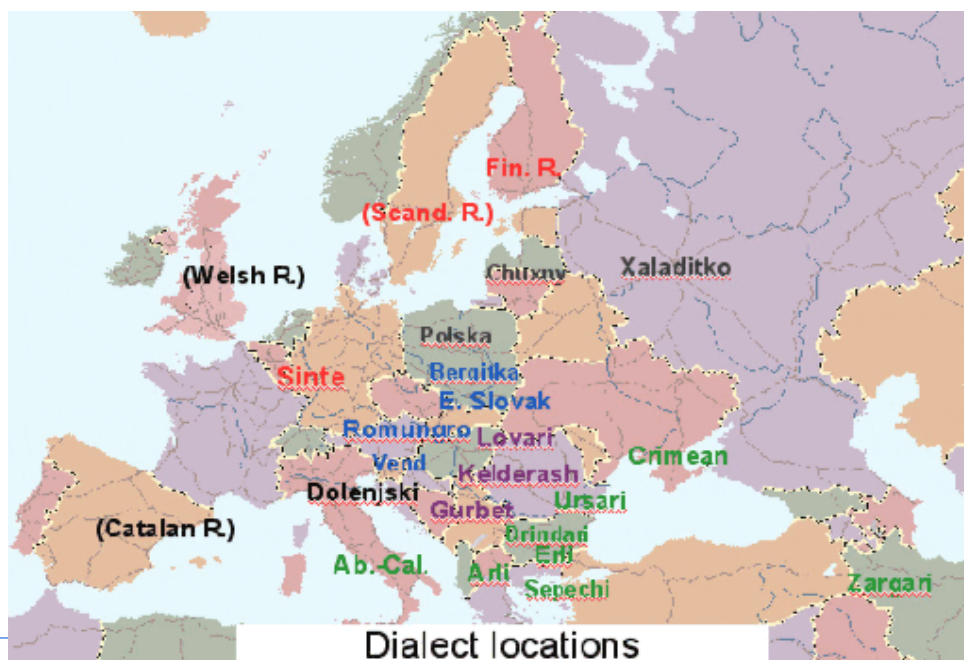 Fin. R.
(Scand. R.)
(Welsh R.)
Chuxny
Xaladitko
Polska
Sinte
Bergitka
E. Slovak
Romungro
Lovari
Vend
Kelderash
Crimean
Dolenjski
Ursari
Gurbet
(Catalan R.)
Drindari
Erli
Ab.-Cal.
Arli
Sepechi
Zargari
Dialect locations